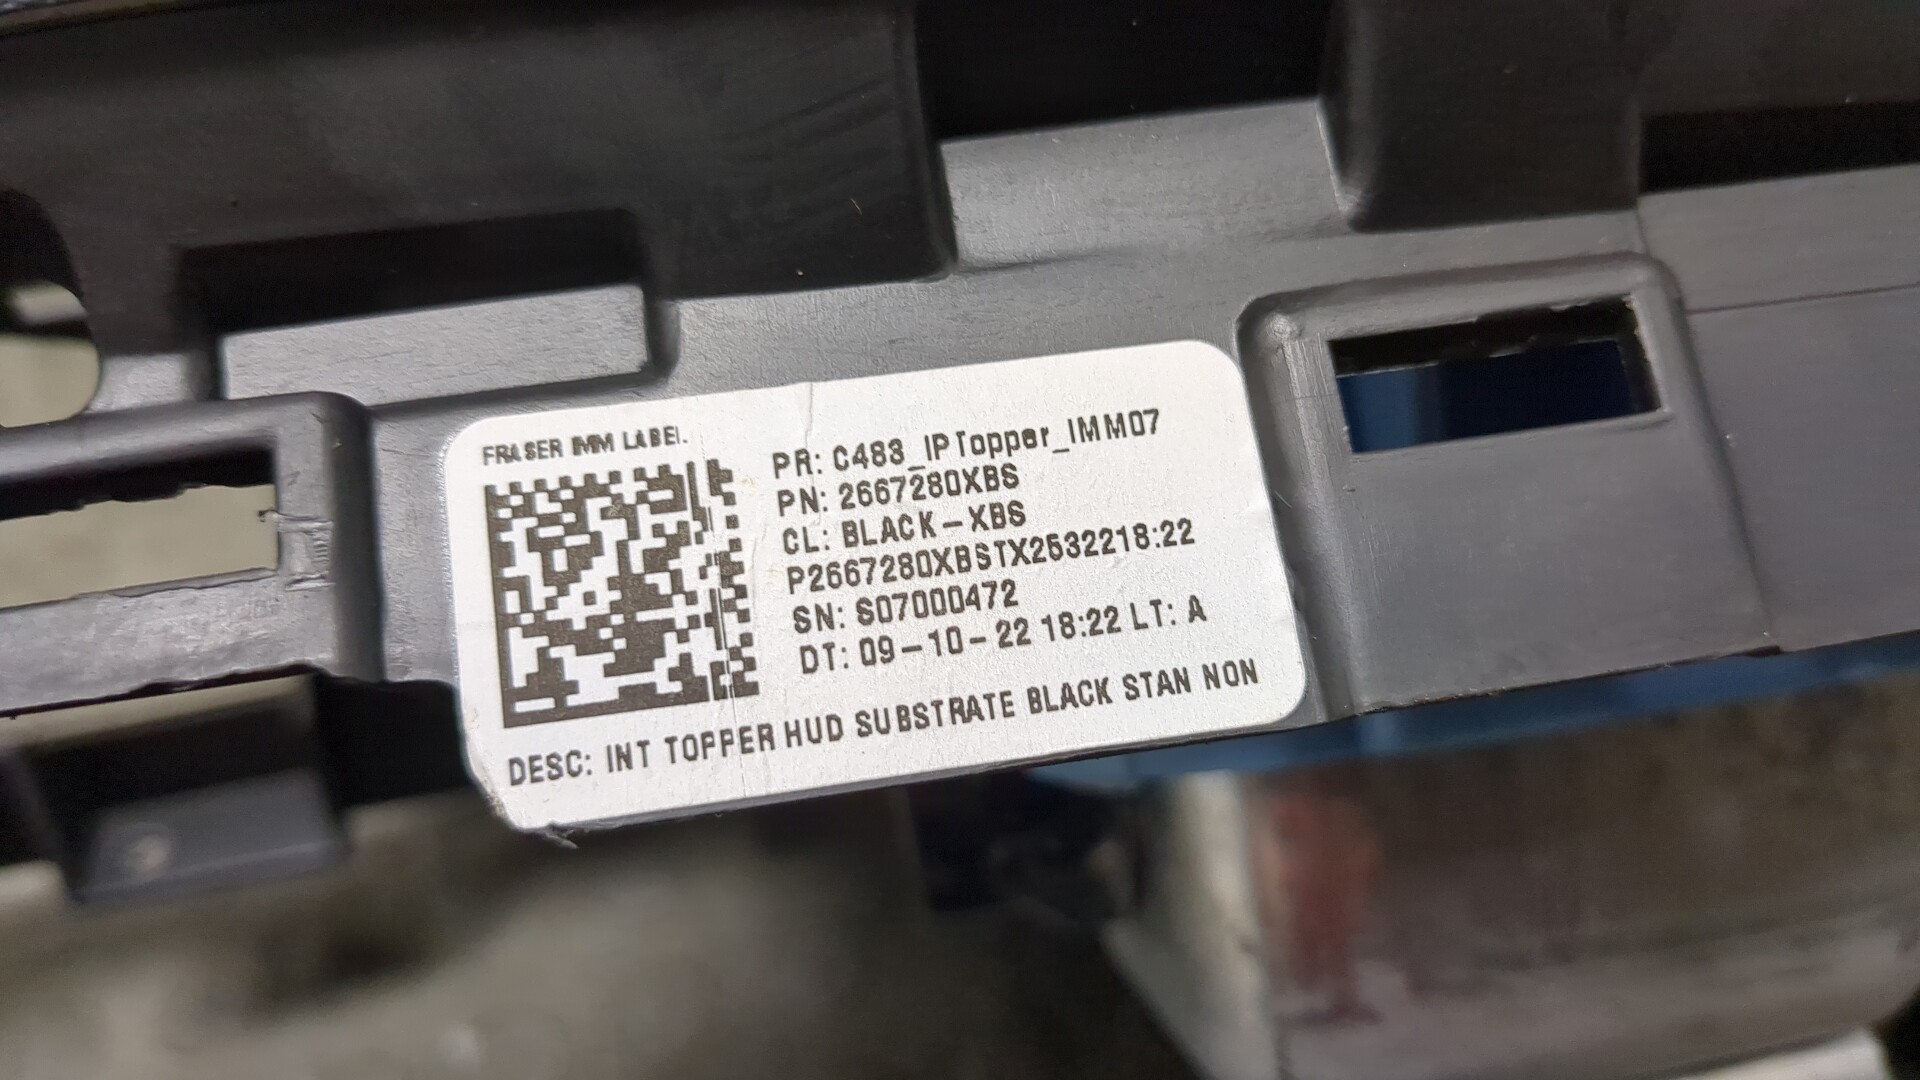 FRASER IMM LABEL
PR: C483_IPTopper_IMM07
PN: 2667280XBS
CL: BLACK-XBS
P2667280XBSTX2532218:22
SN: S07000472
DT: 09-10-22 18:22 LT: A
DESC: INT TOPPER HUD SUBSTRATE BLACK STAN NON